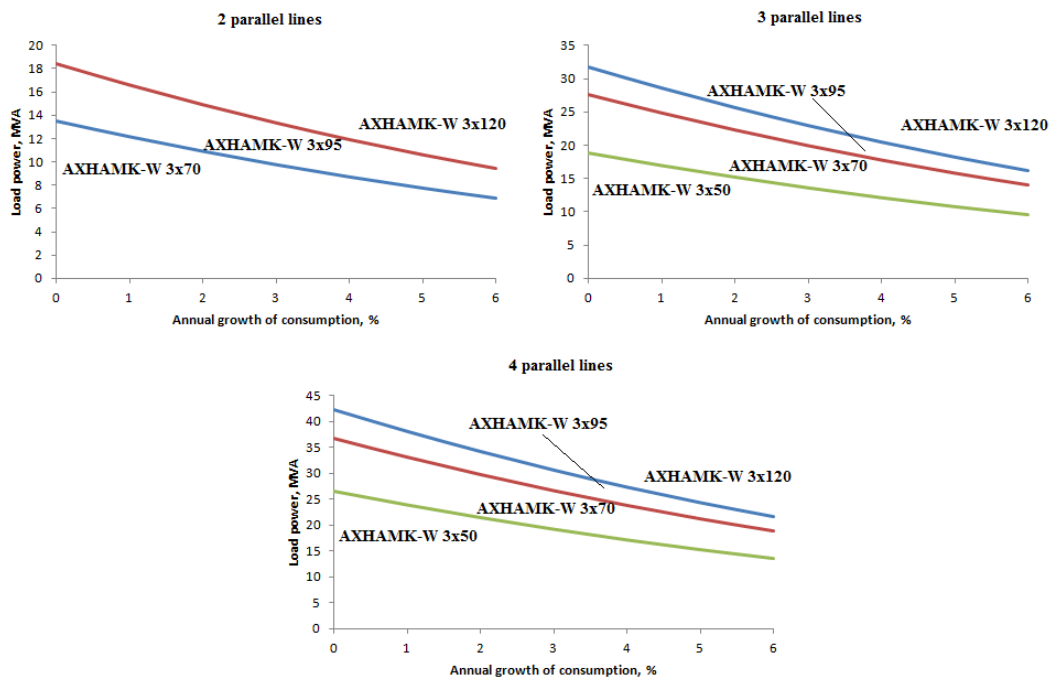 2 parallel lines
20
18
16
14
12
10
8
6
4
2
0
Load power, MVA
AXHAMK-W 3x120
AXHAMK-W 3x95
AXHAMK-W 3x70
0 1 2 3 4 5 6
Annual growth of consumption, %
3 parallel lines
35
30
25
20
15
10
5
0
Load power, MVA
AXHAMK-W 3x95
AXHAMK-W 3x120
AXHAMK-W 3x70
AXHAMK-W 3x50
0 1 2 3 4 5 6
Annual growth of consumption, %
4 parallel lines
45
40
35
30
25
20
15
10
5
0
Load power, MVA
AXHAMK-W 3x95
AXHAMK-W 3x120
AXHAMK-W 3x70
AXHAMK-W 3x50
0 1 2 3 4 5 6
Annual growth of consumption, %